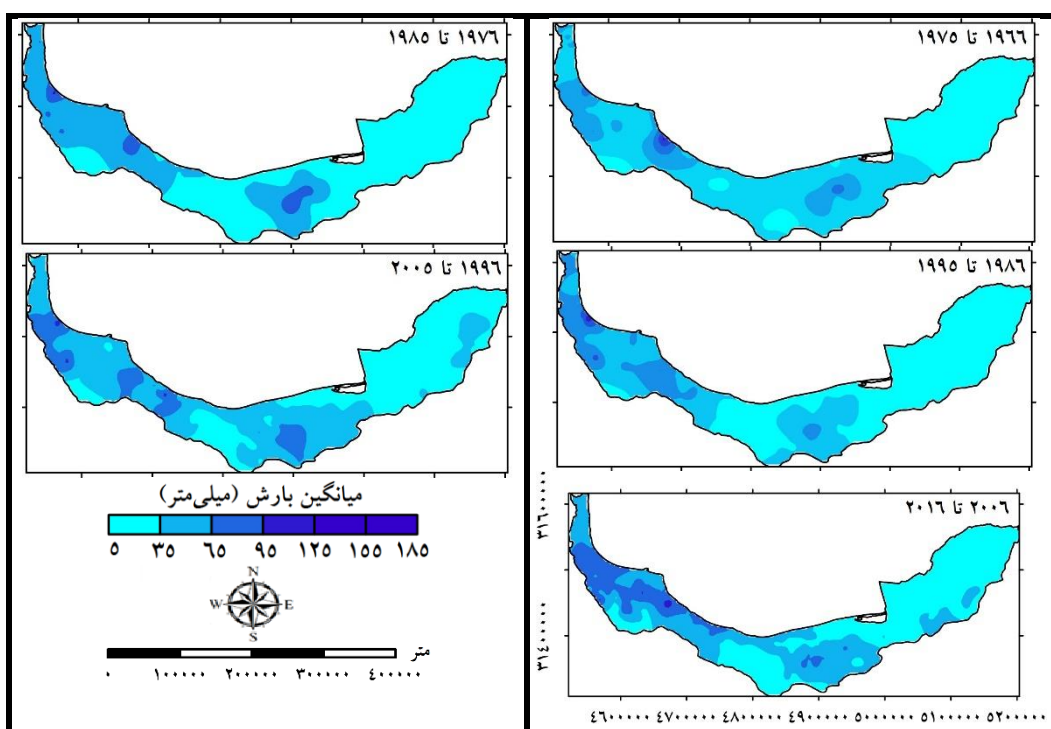 ۱۹۶۶ تا ۱۹۷۵
۱۹۷۶ تا ۱۹۸۵
۱۹۸۶ تا ۱۹۹۵
۱۹۹۶ تا ۲۰۰۵
۲۰۰۶ تا ۲۰۱۶
۳۱۶۰۰۰۰۰
۳۱۴۰۰۰۰۰
۴۶۰۰۰۰۰ ۴۷۰۰۰۰۰ ۴۸۰۰۰۰۰ ۴۹۰۰۰۰۰ ۵۰۰۰۰۰۰ ۵۱۰۰۰۰۰ ۵۲۰۰۰۰۰
میانگین بارش (میلی‌متر)
۵ ۳۵ ۶۵ ۹۵ ۱۲۵ ۱۵۵ ۱۸۵
N
W E
S
متر
۰ ۱۰۰۰۰۰ ۲۰۰۰۰۰ ۳۰۰۰۰۰ ۴۰۰۰۰۰